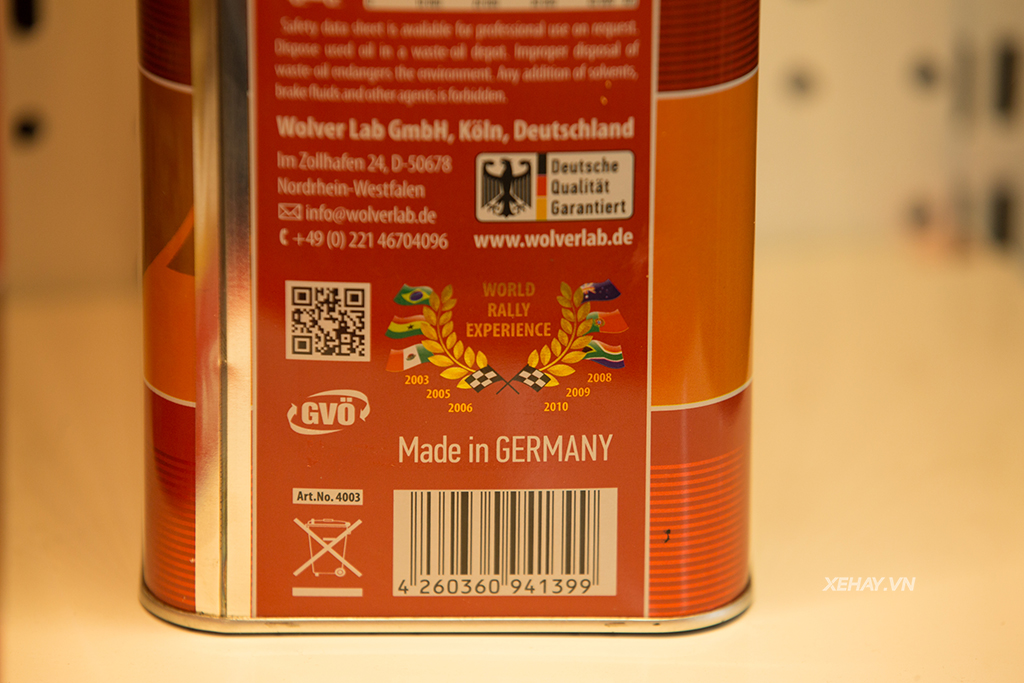 Safety data sheet is available for professional use on request.
Dispose used oil in a waste oil depot. Improper disposal of
waste oil endangers the environment. Any addition of solvents,
brake fluids and other agents is forbidden.
Wolver Lab GmbH, Köln, Deutschland
Im Zollhafen 24, D-50678
Nordrhein-Westfalen
info@wolverlab.de
+49 (0) 221 46704096
Deutsche
Qualität
Garantiert
www.wolverlab.de
WORLD
RALLY
EXPERIENCE
2003
2005
2006
2008
2009
2010
GVÖ
Made in GERMANY
Art.No. 4003
4 260360 941399
XEHAY.VN